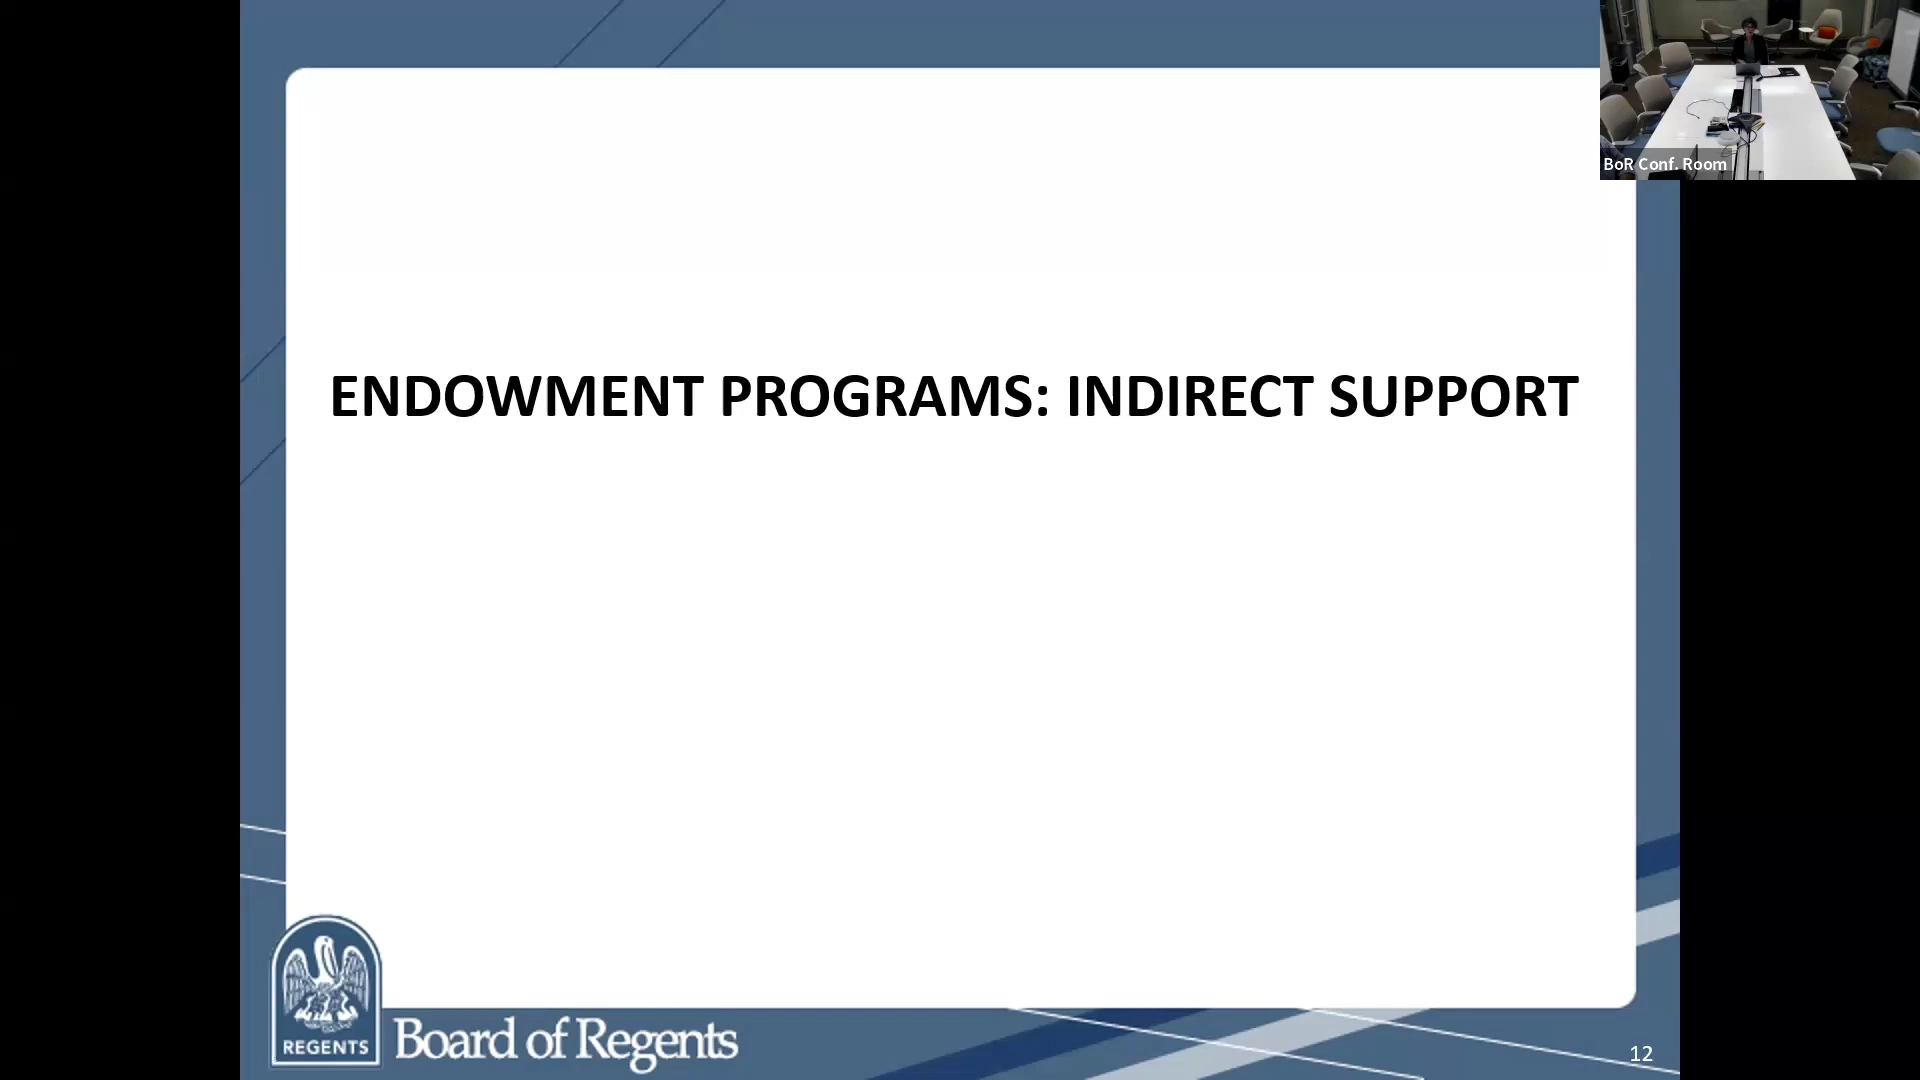 BoR Conf. Room
ENDOWMENT PROGRAMS: INDIRECT SUPPORT
REGENTS
Board of Regents
12